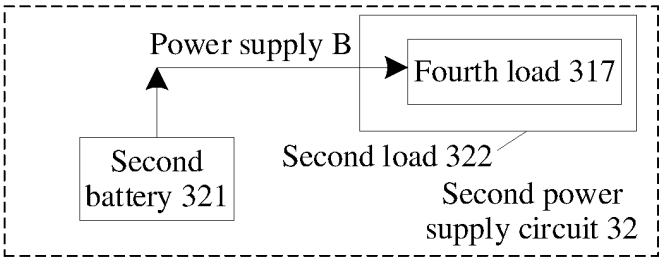 Power supply B
Fourth load 317
Second
battery 321
Second load 322
Second power
supply circuit 32